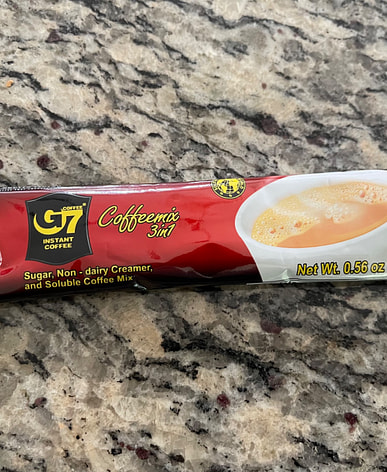 COFFEE
G7
INSTANT
COFFEE
Coffeemix
3in1
Sugar, Non - dairy Creamer,
and Soluble Coffee Mix
Net Wt. 0.56 oz